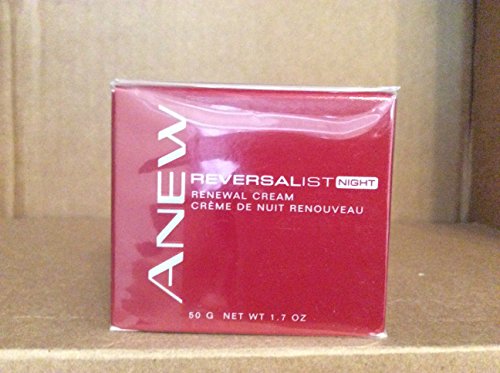 ANEW
REVERSALIST NIGHT
RENEWAL CREAM
CRÈME DE NUIT RENOUVEAU
50 G NET WT 1.7 OZ